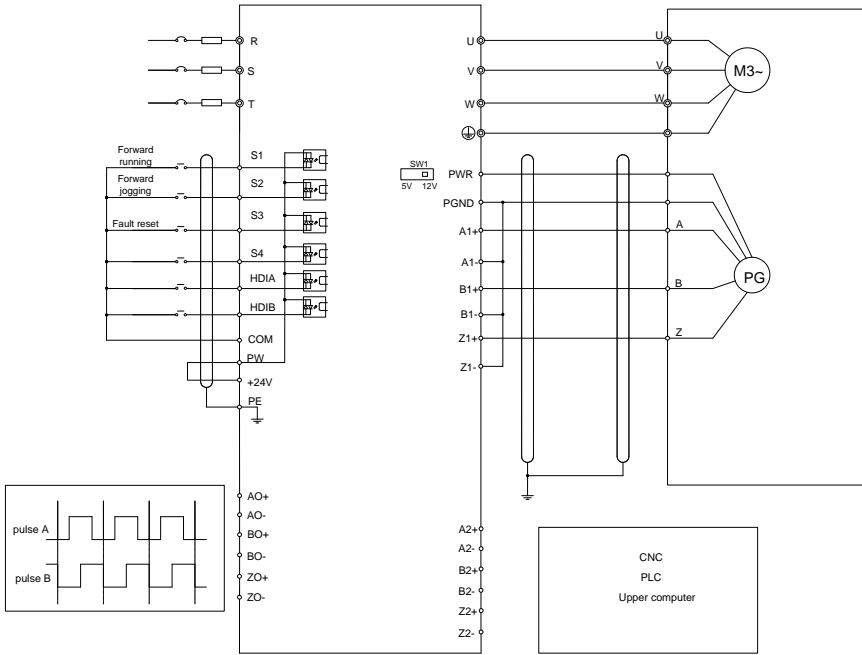 R
S
T
Forward
running
Forward
jogging
Fault reset
S1
S2
S3
S4
HDIA
HDIB
COM
PW
+24V
PE
SW1
5V 12V
U
V
W
PWR
PGND
A1+
A1-
B1+
B1-
Z1+
Z1-
U
V
W
M3~
A
B
Z
PG
pulse A
pulse B
AO+
AO-
BO+
BO-
ZO+
ZO-
A2+
A2-
B2+
B2-
Z2+
Z2-
CNC
PLC
Upper computer